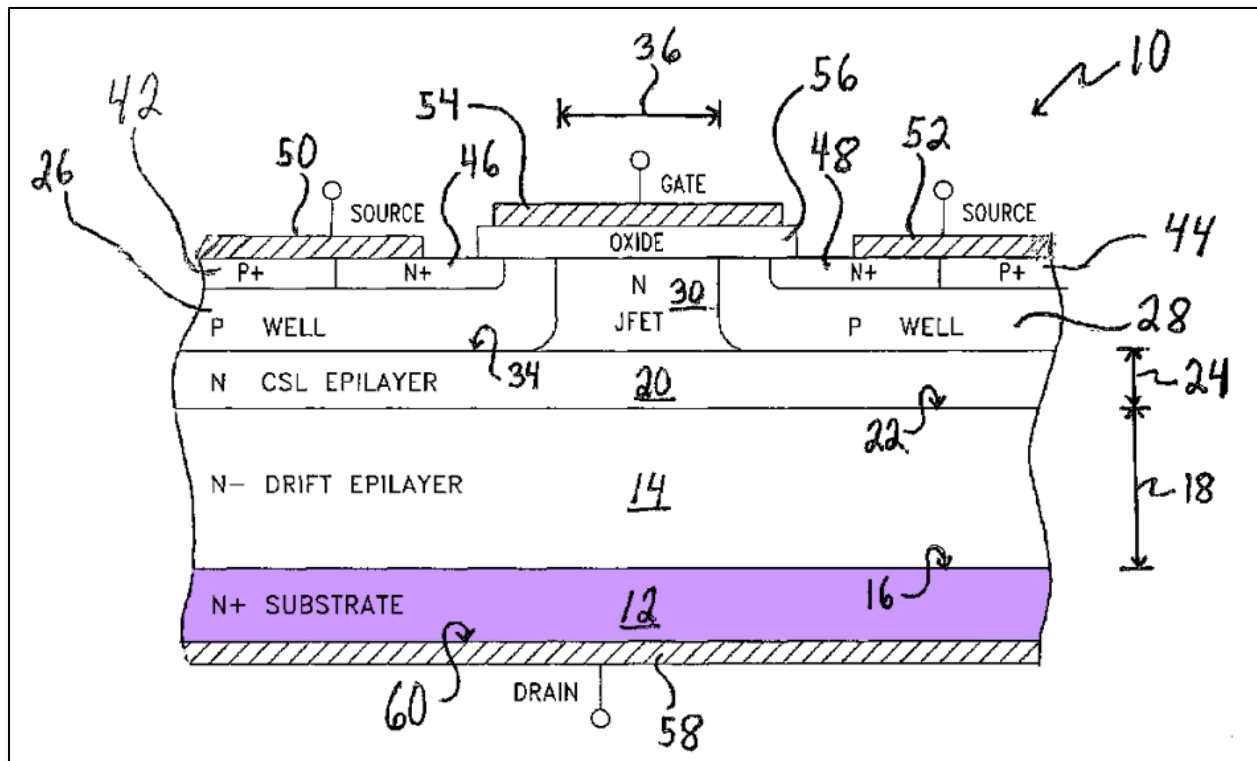 36
10
42
54
56
50
46
48
52
26
GATE
SOURCE
SOURCE
OXIDE
44
P+
N+
N
30
N+
P+
P WELL
JFET
P WELL
28
34
N CSL EPILAYER
20
24
22
N- DRIFT EPILAYER
14
18
16
N+ SUBSTRATE
12
DRAIN
60
58